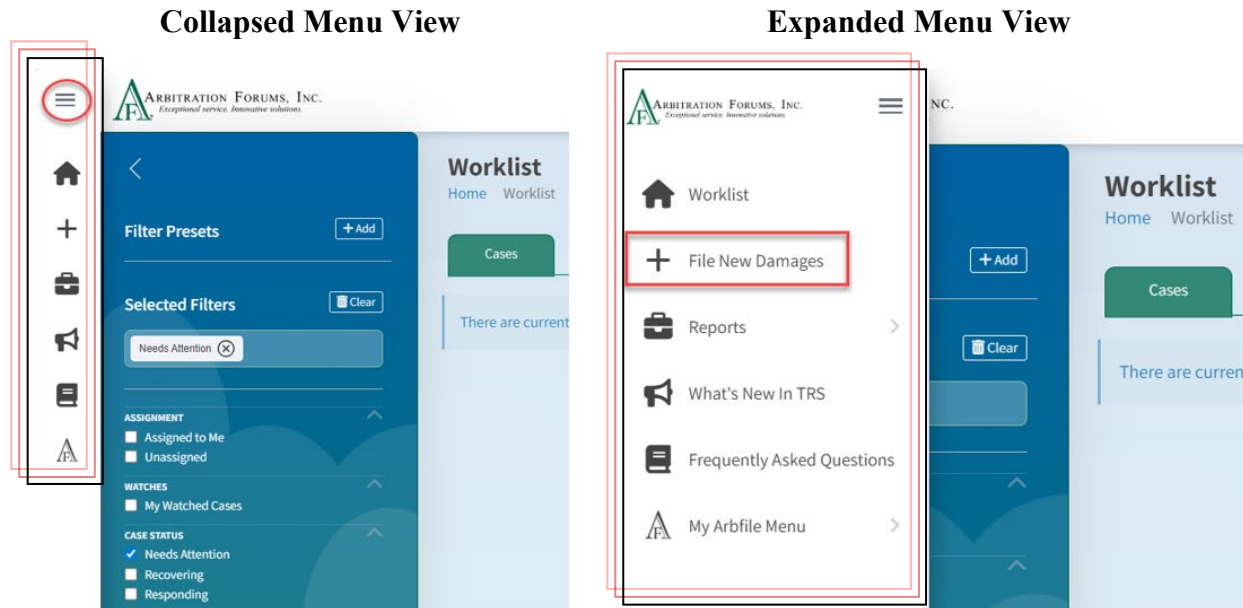 Collapsed Menu View
ARBITRATION FORUMS, INC.
Exceptional service. Innovative solutions.
Filter Presets
+ Add
Selected Filters
Clear
Needs Attention
ASSIGNMENT
Assigned to Me
Unassigned
WATCHES
My Watched Cases
CASE STATUS
Needs Attention
Recovering
Responding
Worklist
Home Worklist
Cases
There are current
Expanded Menu View
ARBITRATION FORUMS, INC.
Exceptional service. Innovative solutions.
NC.
Worklist
File New Damages
Reports
What's New In TRS
Frequently Asked Questions
My Arbfile Menu
+ Add
Clear
Worklist
Home Worklist
Cases
There are curren